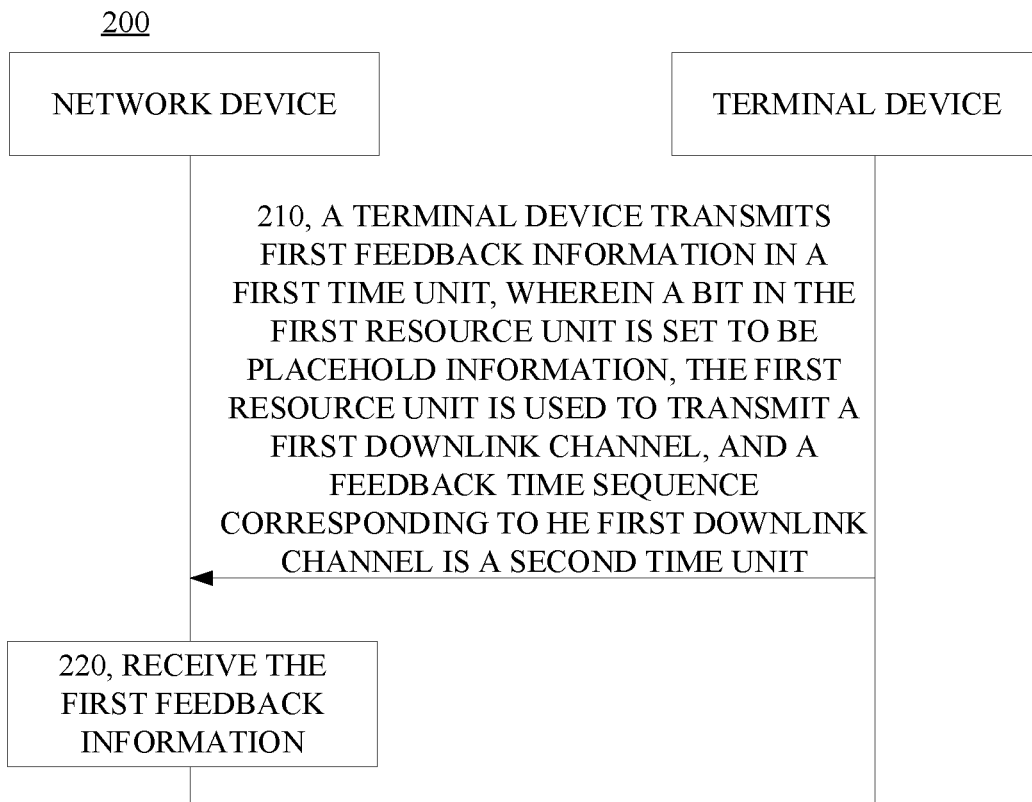 200
NETWORK DEVICE
TERMINAL DEVICE
210, A TERMINAL DEVICE TRANSMITS
FIRST FEEDBACK INFORMATION IN A
FIRST TIME UNIT, WHEREIN A BIT IN THE
FIRST RESOURCE UNIT IS SET TO BE
PLACEHOLD INFORMATION, THE FIRST
RESOURCE UNIT IS USED TO TRANSMIT A
FIRST DOWNLINK CHANNEL, AND A
FEEDBACK TIME SEQUENCE
CORRESPONDING TO HE FIRST DOWNLINK
CHANNEL IS A SECOND TIME UNIT
220, RECEIVE THE
FIRST FEEDBACK
INFORMATION